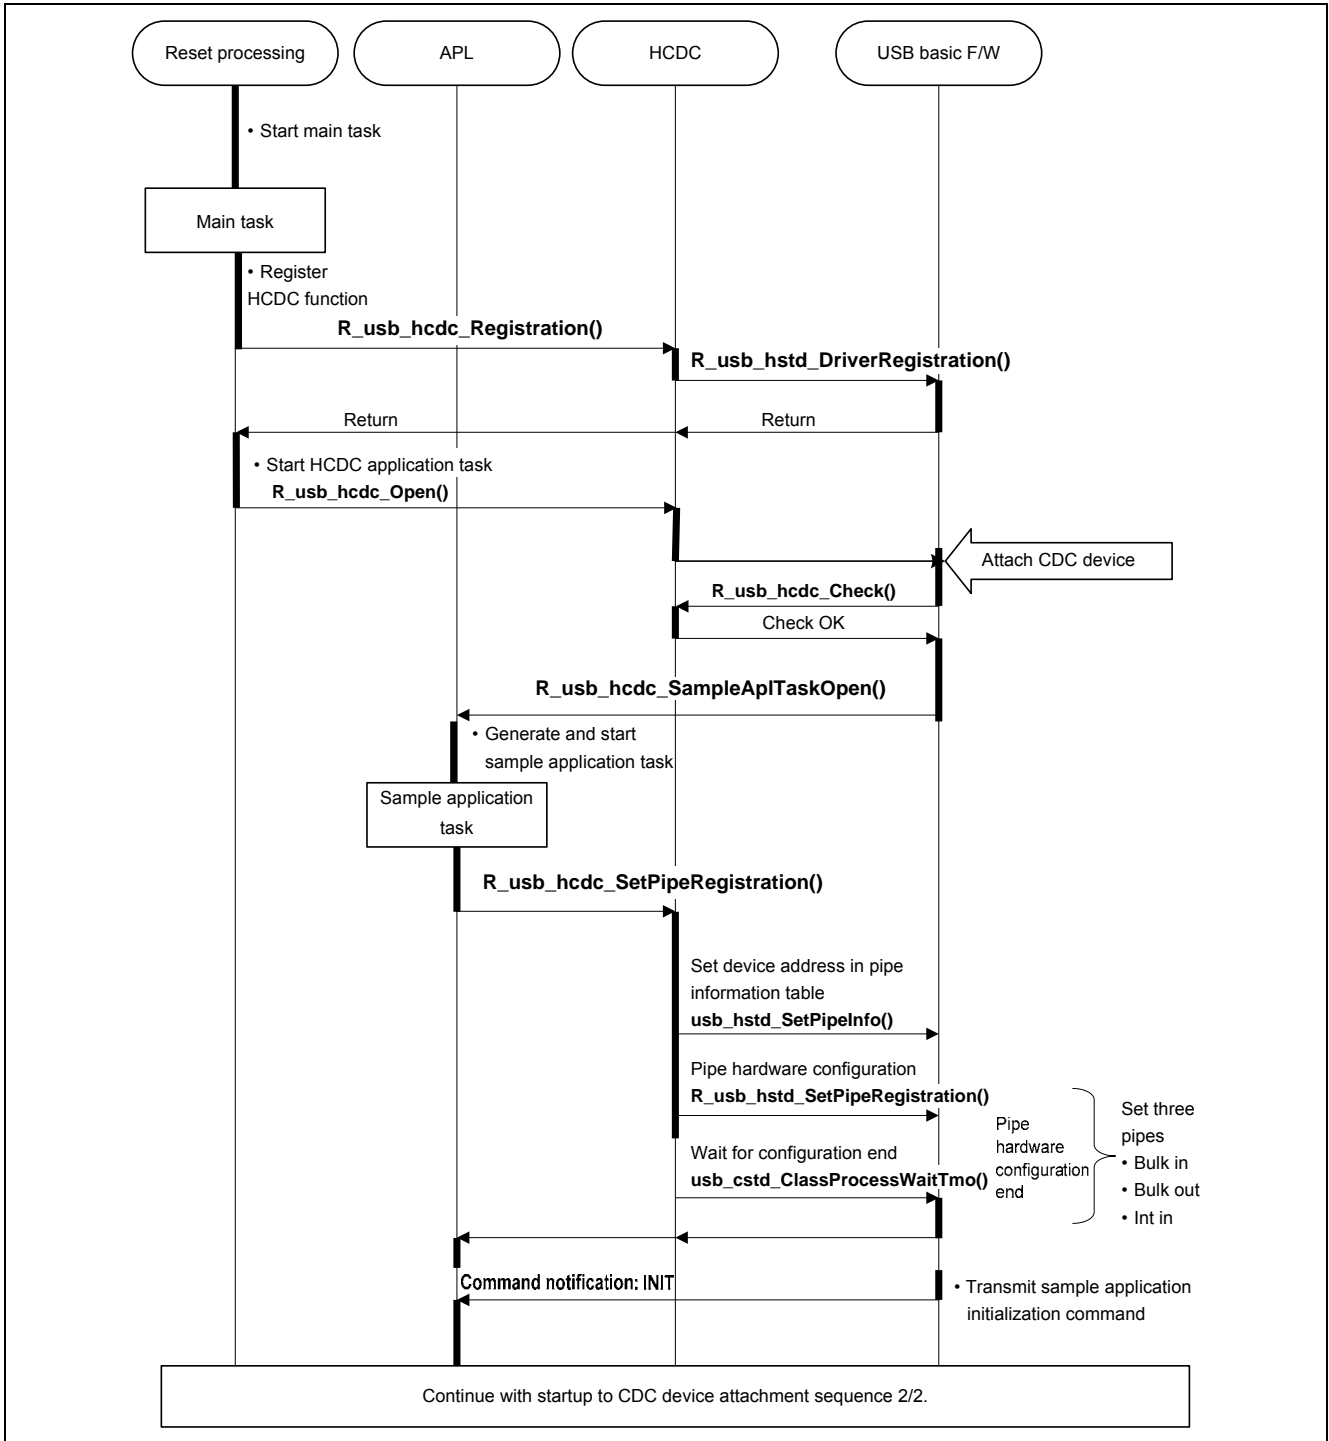 Reset processing
APL
HCDC
USB basic F/W
• Start main task
Main task
• Register
HCDC function
R_usb_hcdc_Registration()
R_usb_hstd_DriverRegistration()
Return
Return
• Start HCDC application task
R_usb_hcdc_Open()
Attach CDC device
R_usb_hcdc_Check()
Check OK
R_usb_hcdc_SampleAplTaskOpen()
• Generate and start
sample application task
Sample application
task
R_usb_hcdc_SetPipeRegistration()
Set device address in pipe
information table
usb_hstd_SetPipeInfo()
Pipe hardware configuration
R_usb_hstd_SetPipeRegistration()
Wait for configuration end
usb_cstd_ClassProcessWaitTmo()
Pipe
hardware
configuration
end
Set three
pipes
• Bulk in
• Bulk out
• Int in
Command notification: INIT
• Transmit sample application
initialization command
Continue with startup to CDC device attachment sequence 2/2.